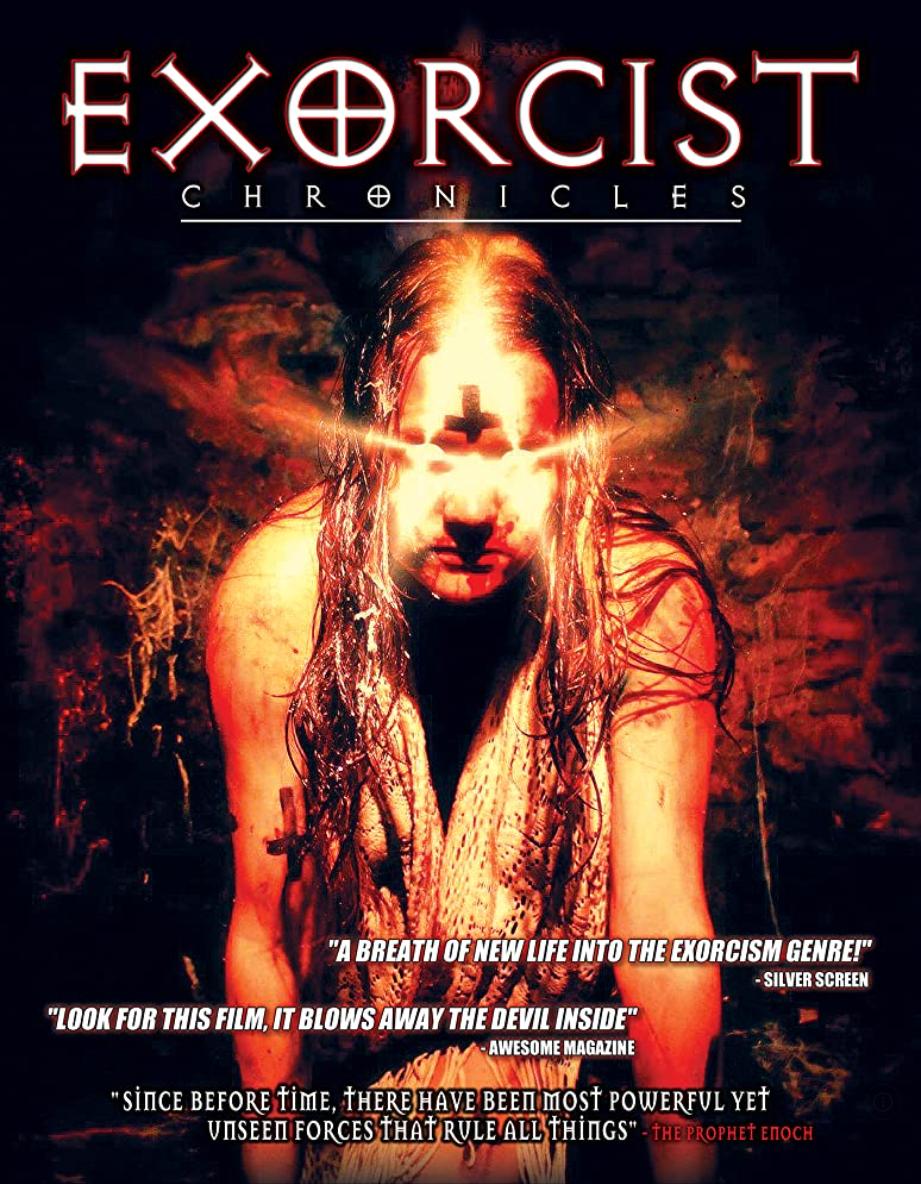 EXORCIST
CHRONICLES
"A BREATH OF NEW LIFE INTO THE EXORCISM GENRE!"
- SILVER SCREEN
"LOOK FOR THIS FILM, IT BLOWS AWAY THE DEVIL INSIDE"
- AWESOME MAGAZINE
"SINCE BEFORE TIME, THERE HAVE BEEN MOST POWERFUL YET
UNSEEN FORCES THAT RULE ALL THINGS" - THE PROPHET ENOCH